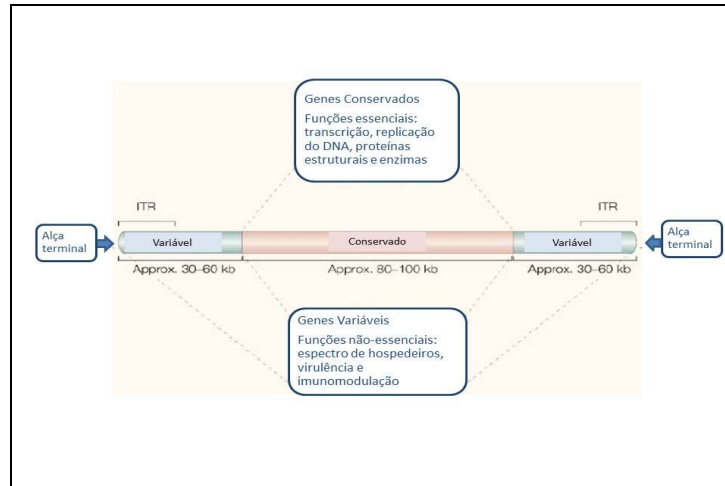 Genes Conservados
Funções essenciais:
transcrição, replicação
do DNA, proteínas
estruturais e enzimas
ITR
ITR
Alça
terminal
Variável
Conservado
Variável
Alça
terminal
Approx. 30–60 kb
Approx. 80–100 kb
Approx. 30–60 kb
Genes Variáveis
Funções não-essenciais:
espectro de hospedeiros,
virulência e
imunomodulação